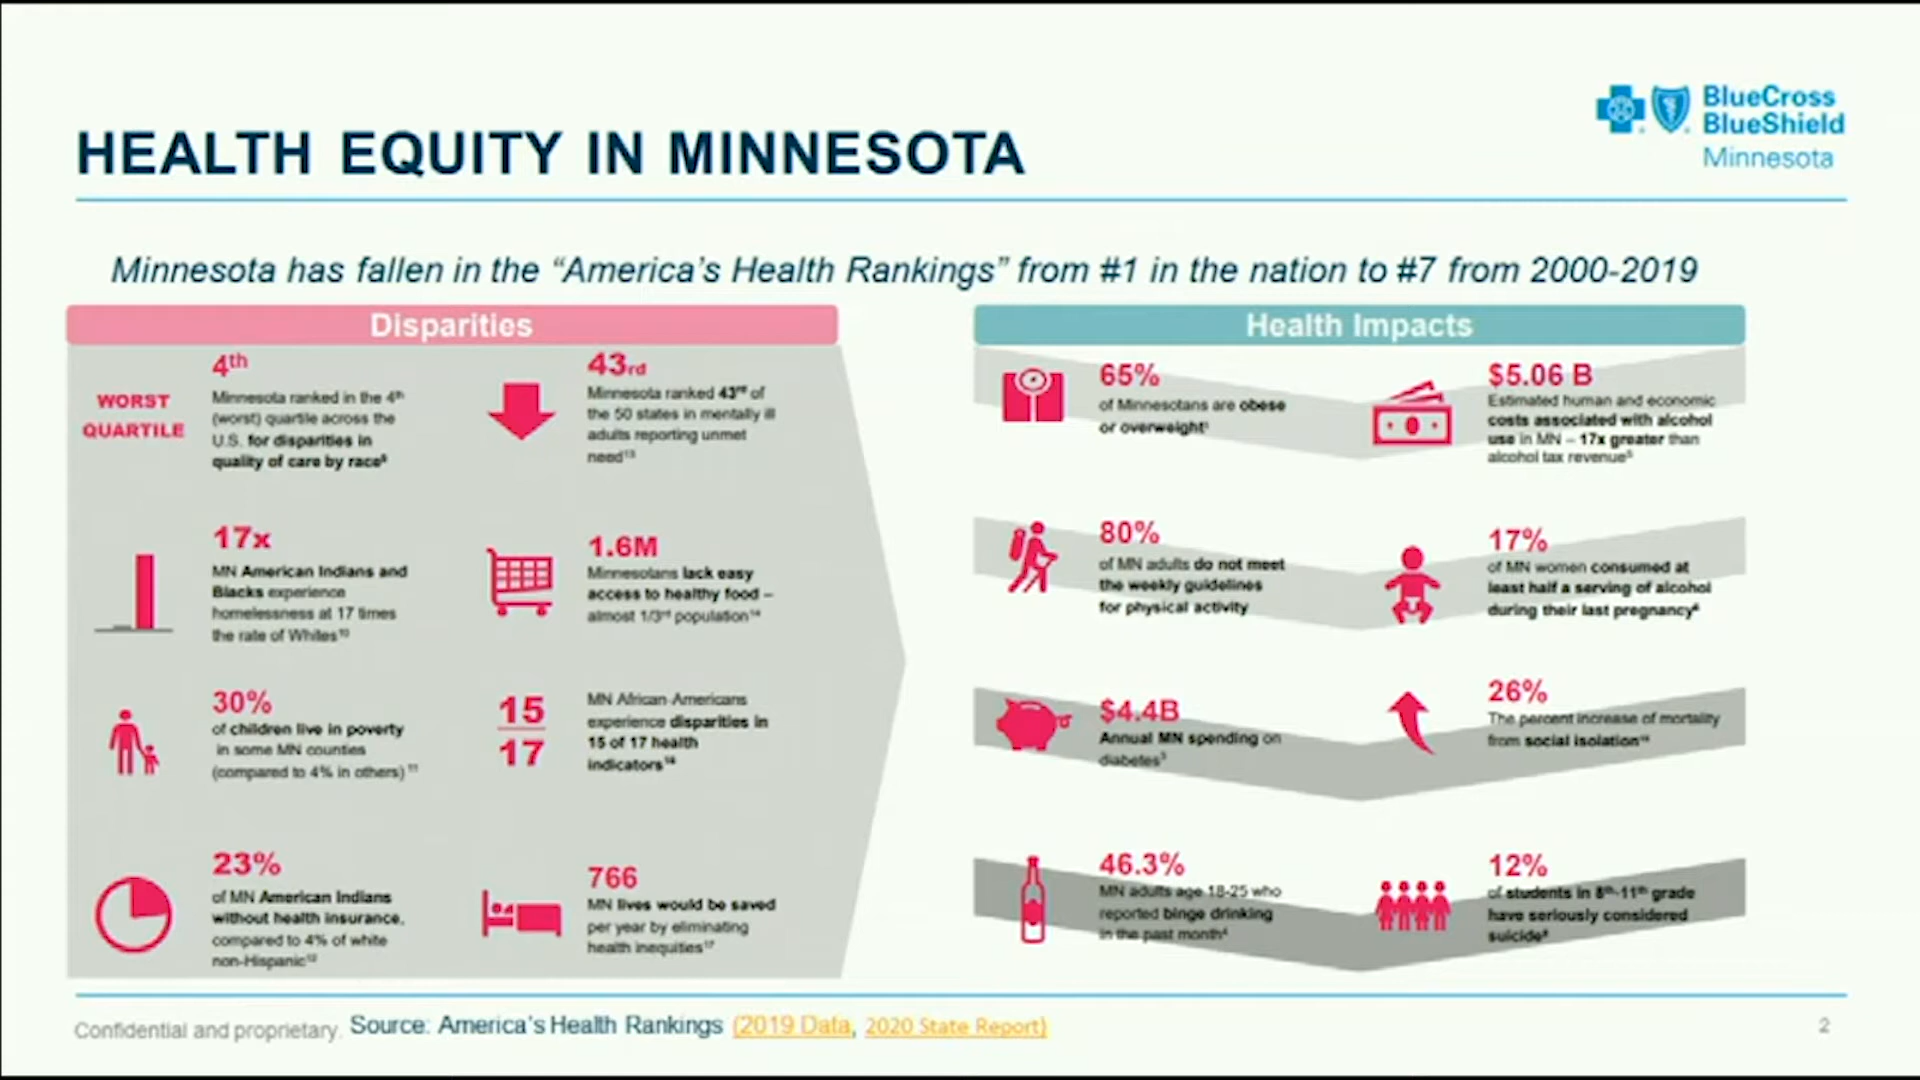 BlueCross
BlueShield
Minnesota
HEALTH EQUITY IN MINNESOTA
Minnesota has fallen in the “America’s Health Rankings” from #1 in the nation to #7 from 2000-2019
Disparities
WORST
QUARTILE
4th
Minnesota ranked in the 4th
(worst) quartile across the
U.S. for disparities in
quality of care by race
43rd
Minnesota ranked 43rd of
the 50 states in mentally ill
adults reporting unmet
need13
17x
MN American Indians and
Blacks experience
homelessness at 17 times
the rate of Whites10
1.6M
Minnesotans lack easy
access to healthy food –
almost 1/3rd population14
30%
of children live in poverty
in some MN counties
(compared to 4% in others)11
15
17
MN African-Americans
experience disparities in
15 of 17 health
indicators
23%
of MN American Indians
without health insurance,
compared to 4% of white
non-Hispanic12
766
MN lives would be saved
per year by eliminating
health inequities17
Health Impacts
65%
of Minnesotans are obese
or overweight1
$5.06 B
Estimated human and economic
costs associated with alcohol
use in MN – 17x greater than
alcohol tax revenue5
80%
of MN adults do not meet
the weekly guidelines
for physical activity
17%
of MN women consumed at
least half a serving of alcohol
during their last pregnancy
$4.4B
Annual MN spending on
diabetes3
26%
The percent increase of mortality
from social isolation
46.3%
MN adults age 18-25 who
reported binge drinking
in the past month4
12%
of students in 8th-11th grade
have seriously considered
suicide
Confidential and proprietary.
Source: America’s Health Rankings (2019 Data, 2020 State Report)
2